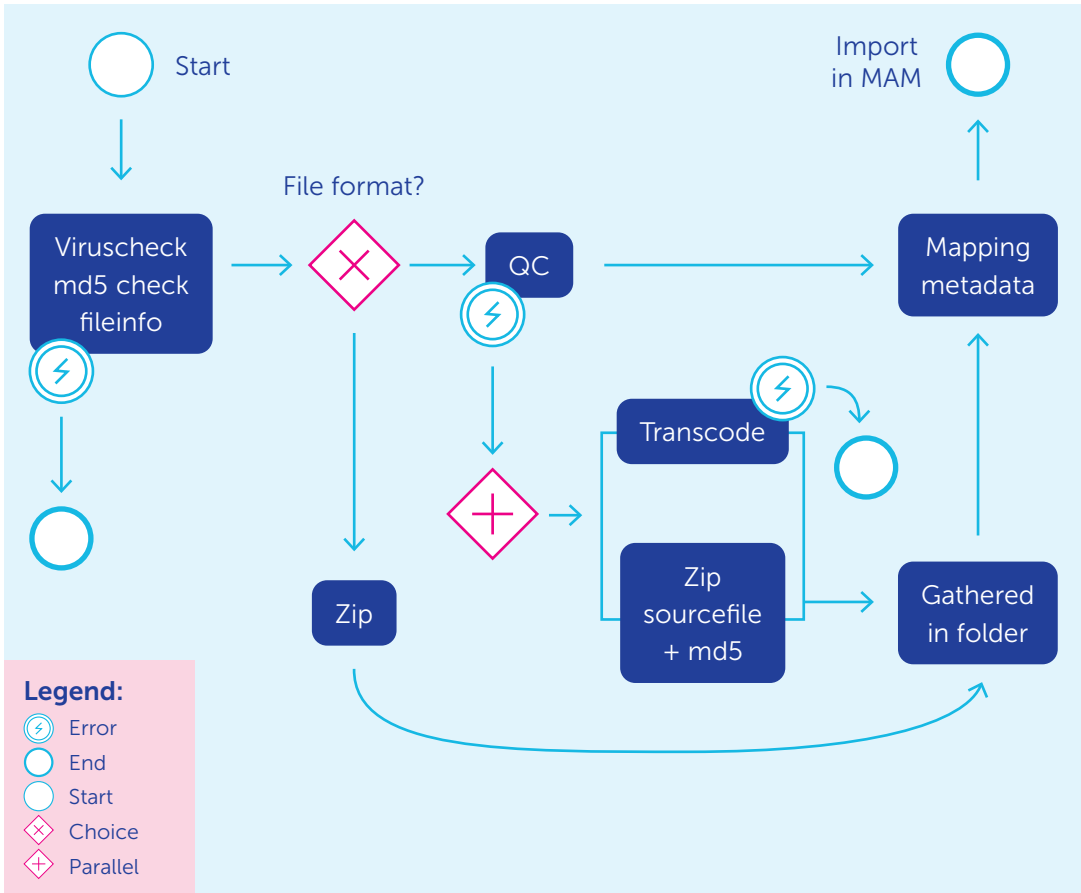 Start
Import
in MAM
File format?
Viruscheck
md5 check
fileinfo
QC
Mapping
metadata
Transcode
Zip
Zip
sourcefile
+ md5
Gathered
in folder
Legend:
Error
End
Start
Choice
Parallel